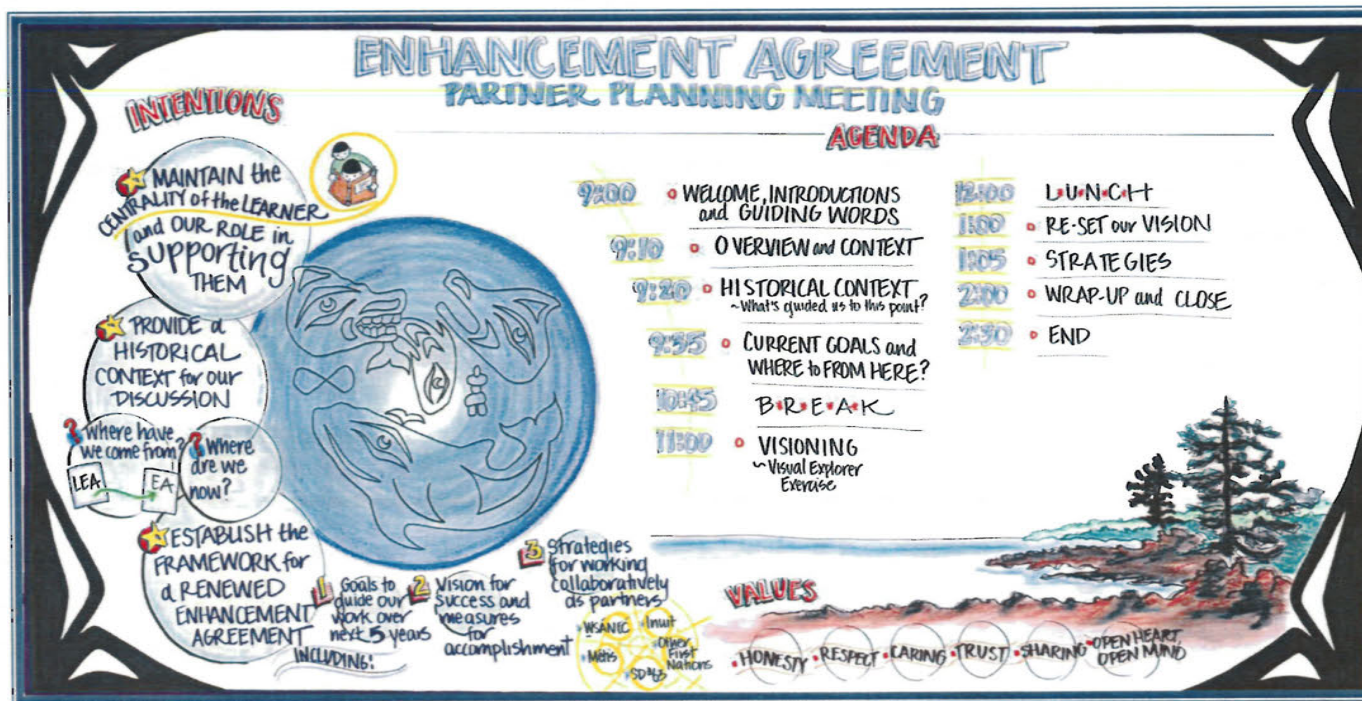 ENHANCEMENT AGREEMENT
PARTNER PLANNING MEETING
INTENTIONS
MAINTAIN the
CENTRALITY of the LEARNER
and OUR ROLE in
SUPPORTING
THEM
PROVIDE a
HISTORICAL
CONTEXT for our
DISCUSSION
? Where have
we come from?
LEA
EA
? Where
are we
now?
ESTABLISH the
FRAMEWORK for
a RENEWED
ENHANCEMENT
AGREEMENT
INCLUDING:
1 Goals to
guide our
work over
next 5 years
2 Vision for
success and
measures
for
accomplishment
3 Strategies
for working
collaboratively
as partners
WSANEC
Inuit
Métis
Other
First
Nations
SD#63
AGENDA
9:00 WELCOME, INTRODUCTIONS
and GUIDING WORDS
9:10 OVERVIEW and CONTEXT
9:20 HISTORICAL CONTEXT
~What's guided us to this point?
9:35 CURRENT GOALS and
WHERE to FROM HERE?
10:45 B•R•E•A•K
11:00 VISIONING
~Visual Explorer
Exercise
12:00 L•U•N•C•H
1:00 RE-SET our VISION
1:05 STRATEGIES
2:00 WRAP-UP and CLOSE
2:30 END
VALUES
•HONESTY •RESPECT •CARING •TRUST •SHARING •OPEN HEART,
OPEN MIND